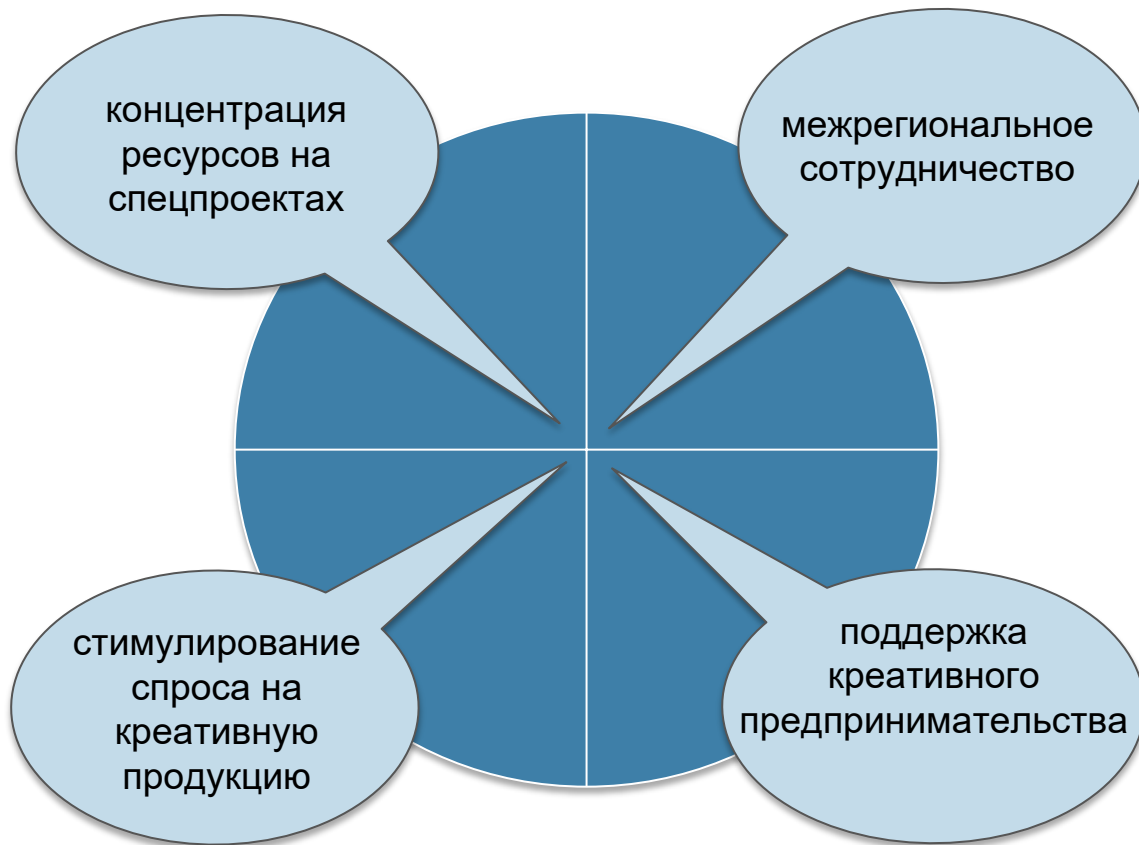 концентрация
ресурсов на
спецпроектах
межрегиональное
сотрудничество
стимулирование
спроса на
креативную
продукцию
поддержка
креативного
предпринимательства